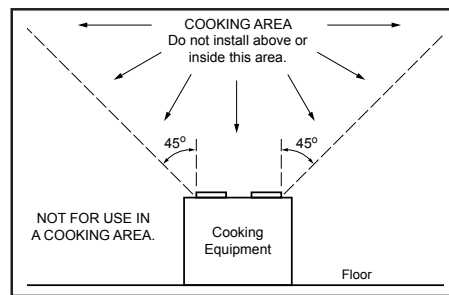 COOKING AREA
Do not install above or
inside this area.
45°
45°
NOT FOR USE IN
A COOKING AREA.
Cooking
Equipment
Floor